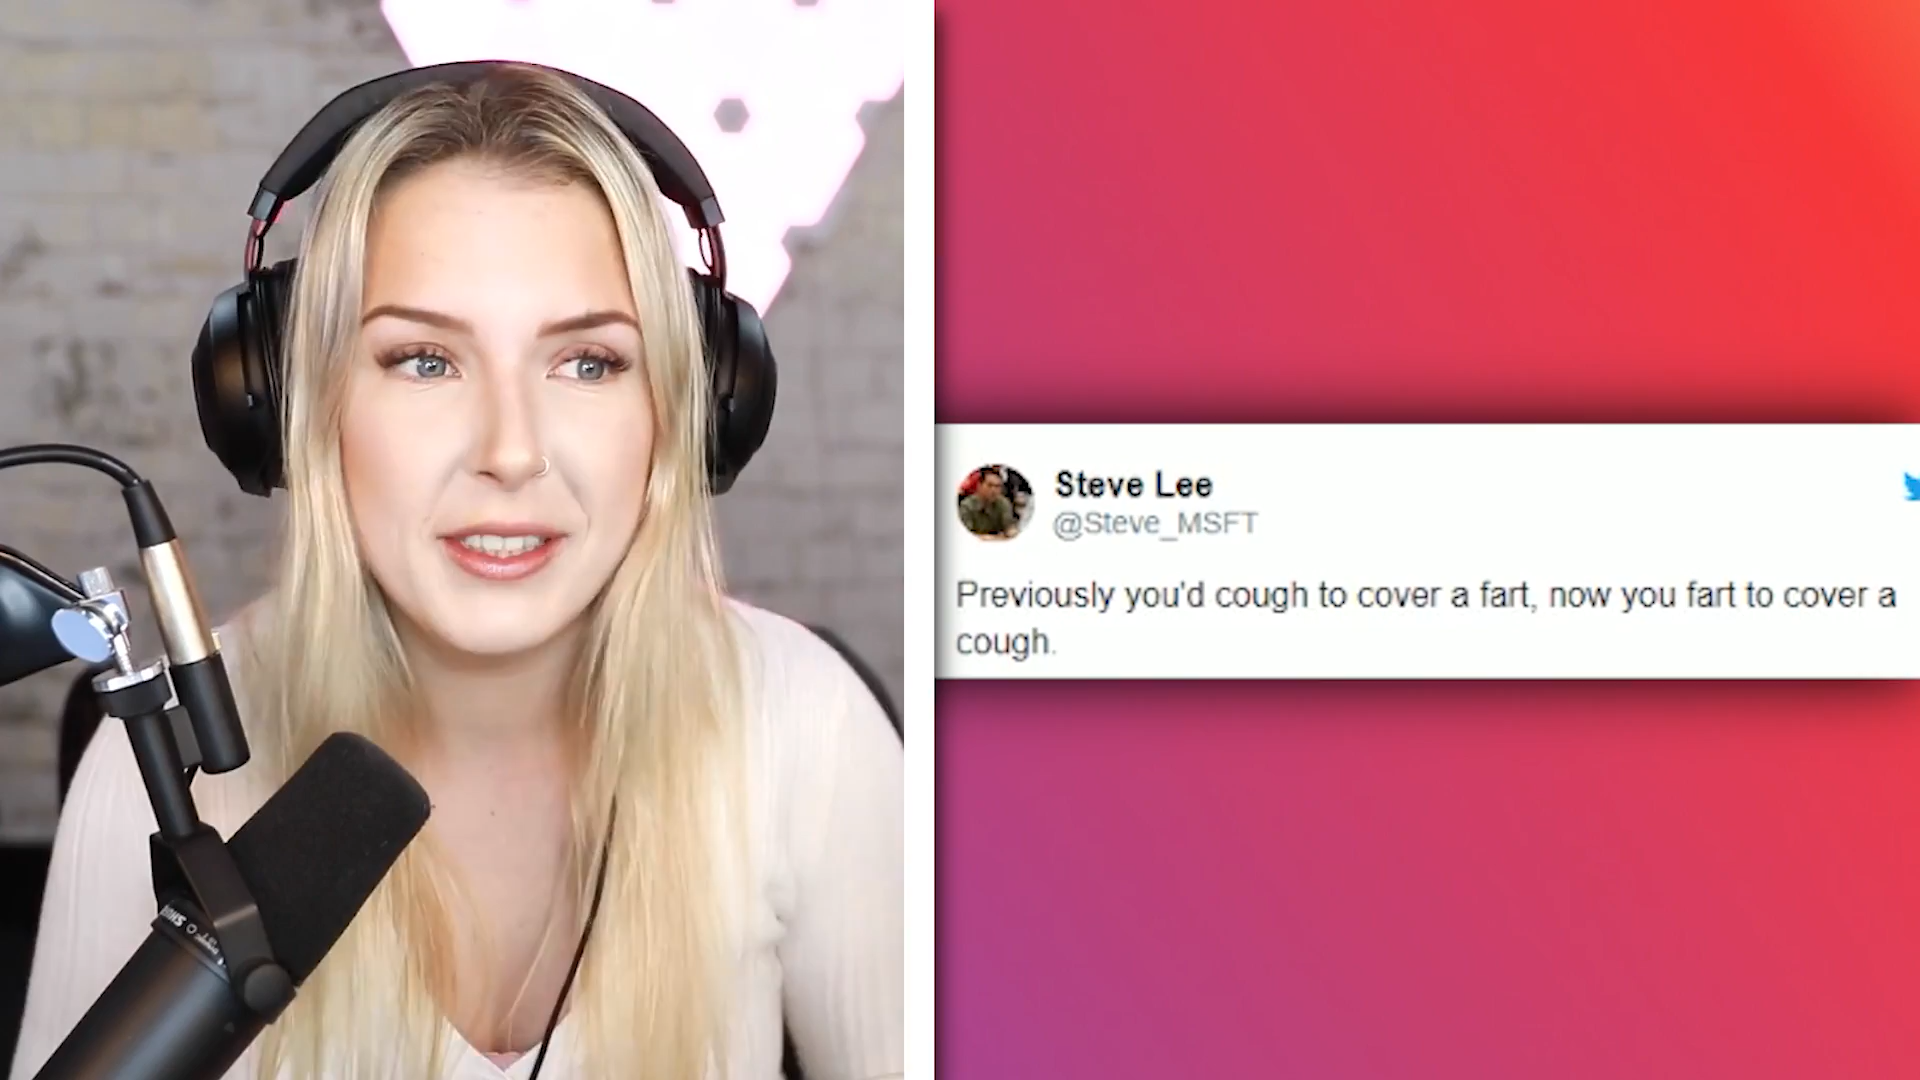 Steve Lee
@Steve_MSFT
Previously you'd cough to cover a fart, now you fart to cover a
cough.